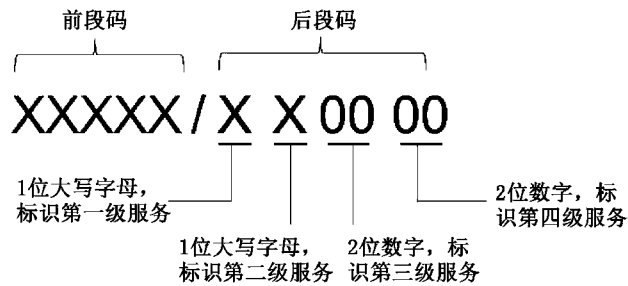 前段码 后段码
XXXXX / X X 00 00
1位大写字母，
标识第一级服务
2位数字，标
识第四级服务
1位大写字母，
标识第二级服务
2位数字，标
识第三级服务